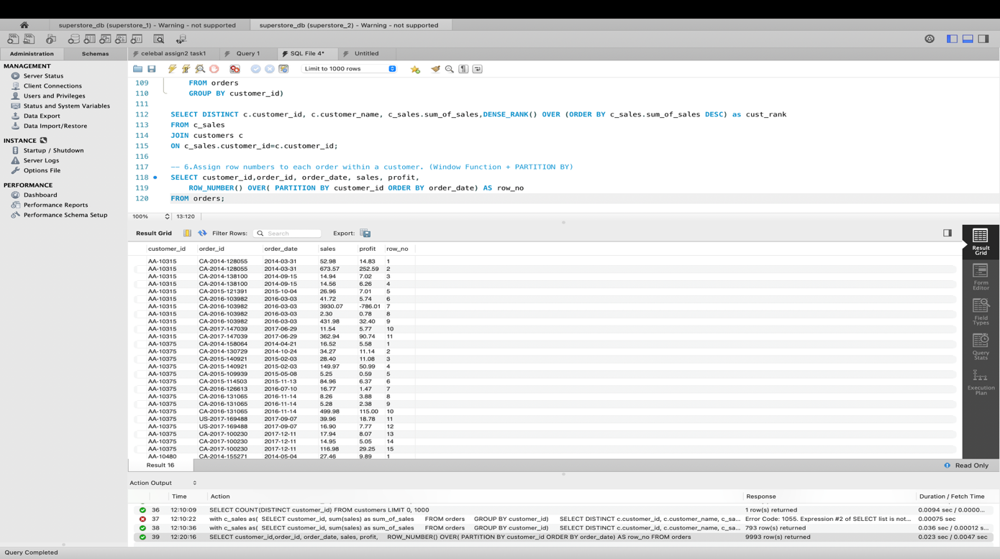 superstore_db (superstore_1) - Warning - not supported
superstore_db (superstore_2) - Warning - not supported
Administration
Schemas
celebal assign2 task1
Query 1
SQL File 4*
Untitled
MANAGEMENT
Server Status
Client Connections
Users and Privileges
Status and System Variables
Data Export
Data Import/Restore
INSTANCE
Startup / Shutdown
Server Logs
Options File
PERFORMANCE
Dashboard
Performance Reports
Performance Schema Setup
Limit to 1000 rows
109 FROM orders
110 GROUP BY customer_id)
111
112 SELECT DISTINCT c.customer_id, c.customer_name, c_sales.sum_of_sales,DENSE_RANK() OVER (ORDER BY c_sales.sum_of_sales DESC) as cust_rank
113 FROM c_sales
114 JOIN customers c
115 ON c_sales.customer_id=c.customer_id;
116
117 -- 6.Assign row numbers to each order within a customer. (Window Function + PARTITION BY)
118 SELECT customer_id,order_id, order_date, sales, profit,
119 ROW_NUMBER() OVER( PARTITION BY customer_id ORDER BY order_date) AS row_no
120 FROM orders;
100% 13:120
Result Grid Filter Rows: Search Export:
customer_id order_id order_date sales profit row_no
AA-10315 CA-2014-128055 2014-03-31 52.98 14.83 1
AA-10315 CA-2014-128055 2014-03-31 673.57 252.59 2
AA-10315 CA-2014-138100 2014-09-15 14.94 7.02 3
AA-10315 CA-2014-138100 2014-09-15 14.56 6.26 4
AA-10315 CA-2015-121391 2015-10-04 26.96 7.01 5
AA-10315 CA-2016-103982 2016-03-03 41.72 5.74 6
AA-10315 CA-2016-103982 2016-03-03 3930.07 -786.01 7
AA-10315 CA-2016-103982 2016-03-03 2.30 0.78 8
AA-10315 CA-2016-103982 2016-03-03 431.98 32.40 9
AA-10315 CA-2017-147039 2017-06-29 11.54 5.77 10
AA-10315 CA-2017-147039 2017-06-29 362.94 90.74 11
AA-10375 CA-2014-158064 2014-04-21 16.52 5.58 1
AA-10375 CA-2014-130729 2014-10-24 34.27 11.14 2
AA-10375 CA-2015-140921 2015-02-03 28.40 11.08 3
AA-10375 CA-2015-140921 2015-02-03 149.97 50.99 4
AA-10375 CA-2015-109939 2015-05-08 5.25 0.59 5
AA-10375 CA-2015-114503 2015-11-13 84.96 6.37 6
AA-10375 CA-2016-126613 2016-07-10 16.77 1.47 7
AA-10375 CA-2016-131065 2016-11-14 8.26 3.88 8
AA-10375 CA-2016-131065 2016-11-14 5.28 2.38 9
AA-10375 CA-2016-131065 2016-11-14 499.98 115.00 10
AA-10375 US-2017-169488 2017-09-07 39.96 18.78 11
AA-10375 US-2017-169488 2017-09-07 16.90 7.77 12
AA-10375 CA-2017-100230 2017-12-11 17.94 8.07 13
AA-10375 CA-2017-100230 2017-12-11 14.95 5.05 14
AA-10375 CA-2017-100230 2017-12-11 116.98 29.25 15
AA-10480 CA-2014-155271 2014-05-04 27.46 9.89 1
Result Grid
Form Editor
Field Types
Query Stats
Execution Plan
Result 16
Read Only
Action Output
Time Action Response Duration / Fetch Time
36 12:10:09 SELECT COUNT(DISTINCT customer_id) FROM customers LIMIT 0, 1000 1 row(s) returned 0.0094 sec / 0.0000...
37 12:10:22 with c_sales as( SELECT customer_id, sum(sales) as sum_of_sales FROM orders GROUP BY customer_id) SELECT DISTINCT c.customer_id, c.customer_name, c_sa... Error Code: 1055. Expression #2 of SELECT list is not... 0.00075 sec
38 12:10:36 with c_sales as( SELECT customer_id, sum(sales) as sum_of_sales FROM orders GROUP BY customer_id) SELECT DISTINCT c.customer_id, c.customer_name, c_sa... 793 row(s) returned 0.036 sec / 0.00012 s...
39 12:20:16 SELECT customer_id,order_id, order_date, sales, profit, ROW_NUMBER() OVER( PARTITION BY customer_id ORDER BY order_date) AS row_no FROM orders 9993 row(s) returned 0.023 sec / 0.0047 sec
Query Completed